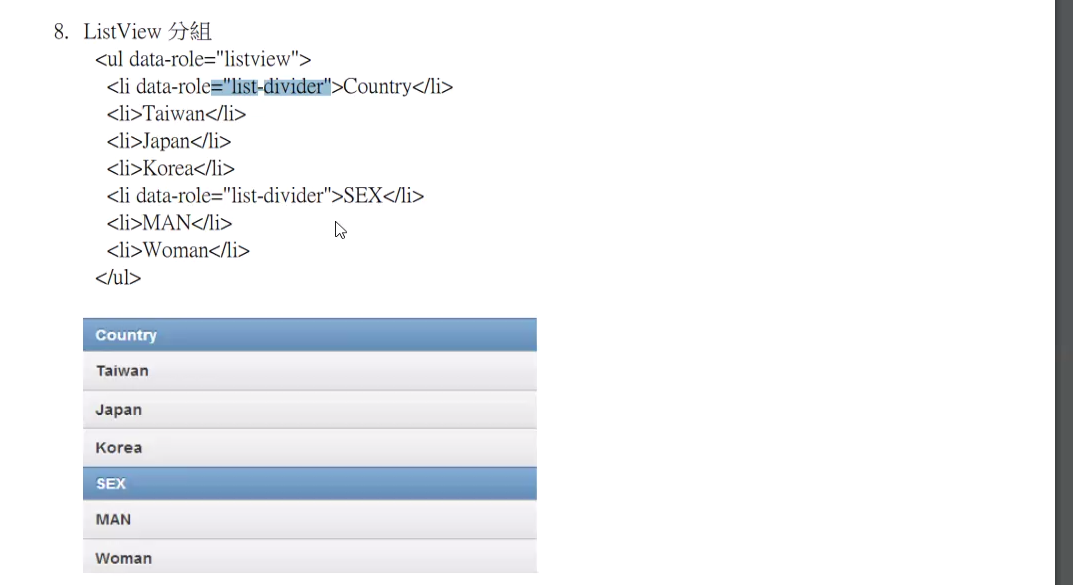 8. ListView 分組
<ul data-role="listview">
<li data-role="list-divider">Country</li>
<li>Taiwan</li>
<li>Japan</li>
<li>Korea</li>
<li data-role="list-divider">SEX</li>
<li>MAN</li>
<li>Woman</li>
</ul>
Country
Taiwan
Japan
Korea
SEX
MAN
Woman